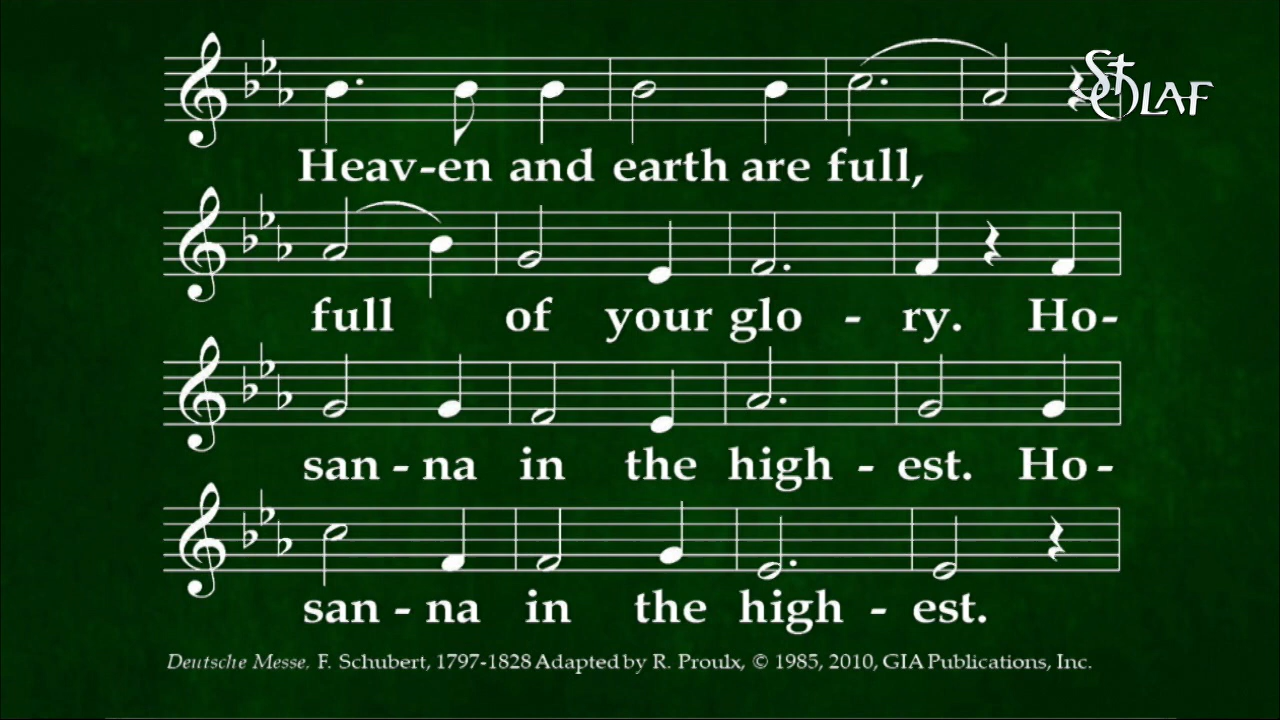 St OLAF
Heav-en and earth are full,
full of your glo - ry. Ho-
san - na in the high - est. Ho -
san - na in the high - est.
Deutsche Messe. F. Schubert, 1797-1828 Adapted by R. Proulx, © 1985, 2010, GIA Publications, Inc.